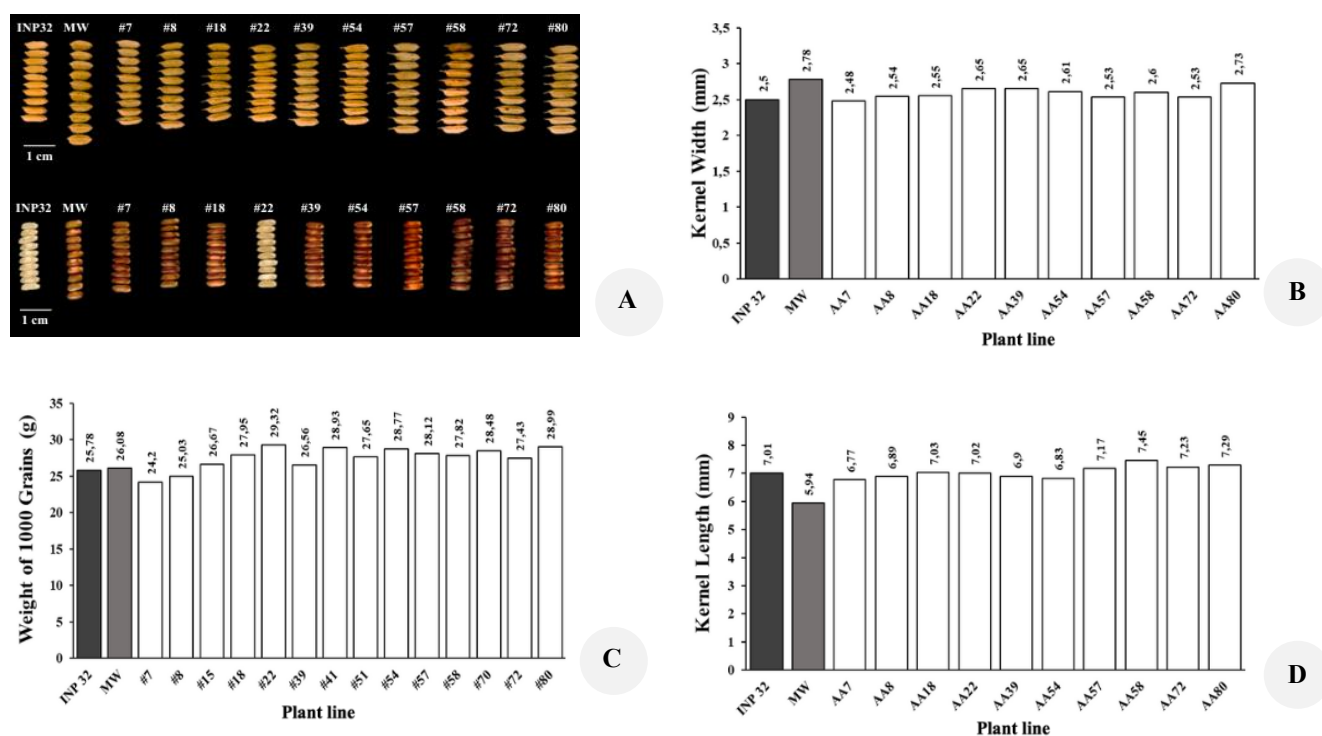 INP32 MW #7 #8 #18 #22 #39 #54 #57 #58 #72 #80
1 cm
INP32 MW #7 #8 #18 #22 #39 #54 #57 #58 #72 #80
1 cm
A
Kernel Width (mm)
3,5
3
2,5
2
1,5
1
0,5
0
2,5 2,78 2,48 2,54 2,55 2,65 2,65 2,61 2,53 2,6 2,53 2,73
INP 32 MW AA7 AA8 AA18 AA22 AA39 AA54 AA57 AA58 AA72 AA80
Plant line
B
Weight of 1000 Grains (g)
35
30
25
20
15
10
5
0
25,78 26,08 24,2 25,03 26,67 27,95 29,32 26,56 28,93 27,65 28,77 28,12 27,82 28,48 27,43 28,99
INP 32 MW #7 #8 #15 #18 #22 #39 #41 #51 #54 #57 #58 #70 #72 #80
Plant line
C
Kernel Length (mm)
9
8
7
6
5
4
3
2
1
0
7,01 5,94 6,77 6,89 7,03 7,02 6,9 6,83 7,17 7,45 7,23 7,29
INP 32 MW AA7 AA8 AA18 AA22 AA39 AA54 AA57 AA58 AA72 AA80
Plant line
D